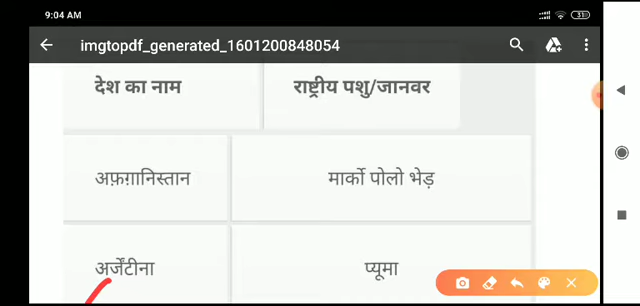 9:04 AM 31
imgtopdf_generated_1601200848054
देश का नाम राष्ट्रीय पशु/जानवर
अफ़ग़ानिस्तान मार्को पोलो भेड़
अर्जेंटीना प्यूमा